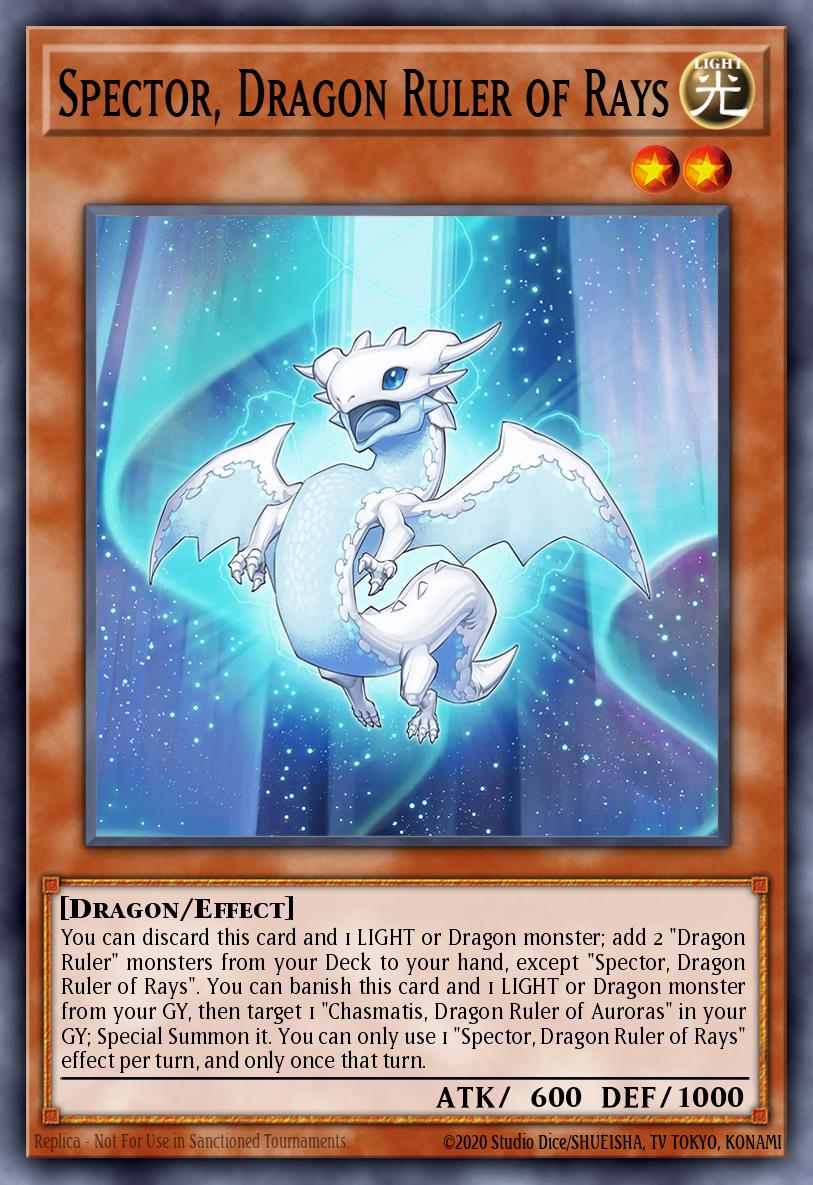 Spector, Dragon Ruler of Rays
LIGHT
光
[Dragon/Effect]
You can discard this card and 1 LIGHT or Dragon monster; add 2 "Dragon
Ruler" monsters from your Deck to your hand, except "Spector, Dragon
Ruler of Rays". You can banish this card and 1 LIGHT or Dragon monster
from your GY, then target 1 "Chasmatis, Dragon Ruler of Auroras" in your
GY; Special Summon it. You can only use 1 "Spector, Dragon Ruler of Rays"
effect per turn, and only once that turn.
ATK/ 600 DEF/1000
Replica - Not For Use in Sanctioned Tournaments.
©2020 Studio Dice/SHUEISHA, TV TOKYO, KONAMI